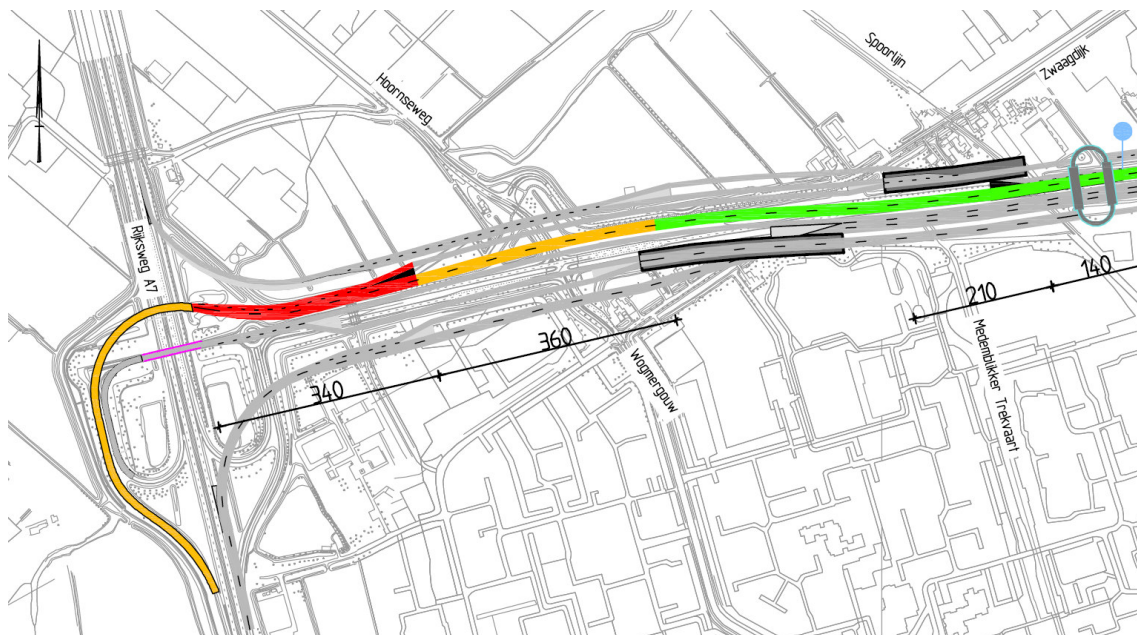 Spoorlijn
Zwaagdijk
Hoornseweg
Rijksweg A7
140
210
360
340
Wogmergouw
Medemblikker Trekvaart